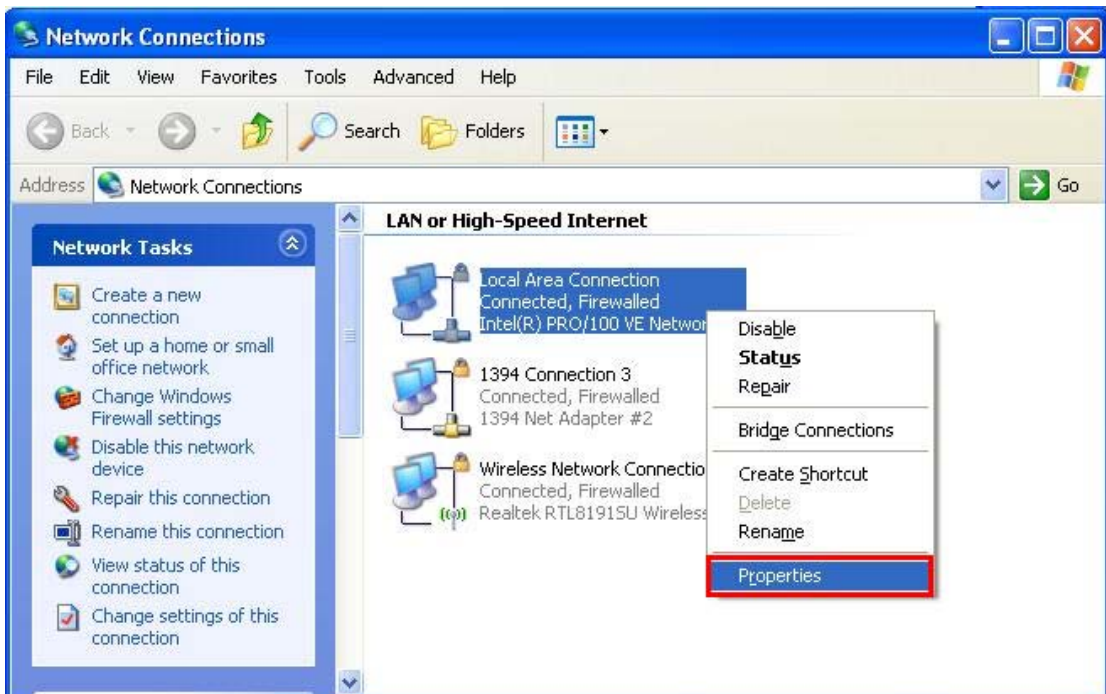 Network Connections
File Edit View Favorites Tools Advanced Help
Back Search Folders
Address Network Connections Go
Network Tasks
Create a new
connection
Set up a home or small
office network
Change Windows
Firewall settings
Disable this network
device
Repair this connection
Rename this connection
View status of this
connection
Change settings of this
connection
LAN or High-Speed Internet
Local Area Connection
Connected, Firewalled
Intel(R) PRO/100 VE Networ
1394 Connection 3
Connected, Firewalled
1394 Net Adapter #2
Wireless Network Connectio
Connected, Firewalled
Realtek RTL8191SU Wireless
Disable
Status
Repair
Bridge Connections
Create Shortcut
Delete
Rename
Properties